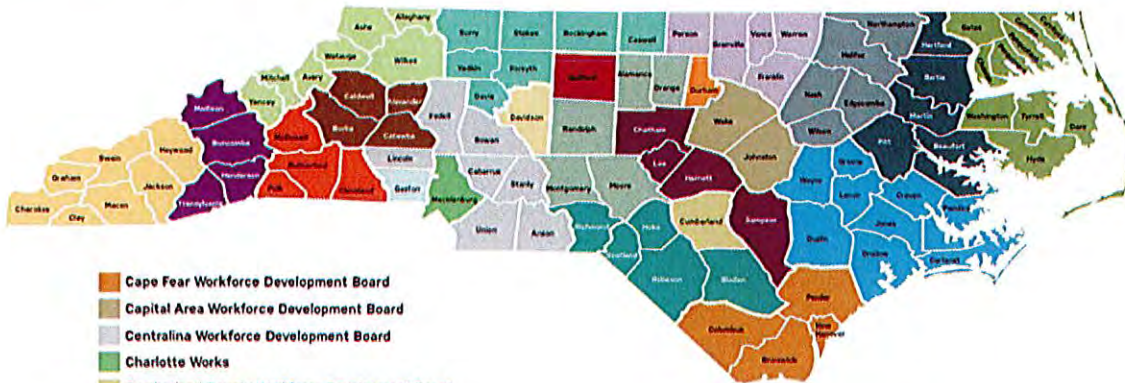 Ashe
Alleghany
Surry
Stokes
Rockingham
Caswell
Person
Granville
Vance
Warren
Northampton
Gates
Hertford
Halifax
Watauga
Wilkes
Yadkin
Forsyth
Guilford
Alamance
Orange
Durham
Franklin
Bertie
Mitchell
Avery
Caldwell
Alexander
Davie
Nash
Edgecombe
Martin
Washington
Tyrrell
Dare
Madison
Yancey
Iredell
Davidson
Wake
Burke
Catawba
Rowan
Randolph
Chatham
Wilson
Pitt
Beaufort
Hyde
McDowell
Buncombe
Haywood
Swain
Lincoln
Johnston
Greene
Rutherford
Cabarrus
Lee
Harnett
Wayne
Lenoir
Craven
Pamlico
Graham
Jackson
Henderson
Polk
Cleveland
Gaston
Stanly
Montgomery
Moore
Cherokee
Clay
Macon
Transylvania
Mecklenburg
Cumberland
Sampson
Duplin
Jones
Union
Anson
Richmond
Hoke
Scotland
Onslow
Carteret
Robeson
Bladen
Pender
Columbus
New
Hanover
Brunswick
Cape Fear Workforce Development Board
Capital Area Workforce Development Board
Centralina Workforce Development Board
Charlotte Works